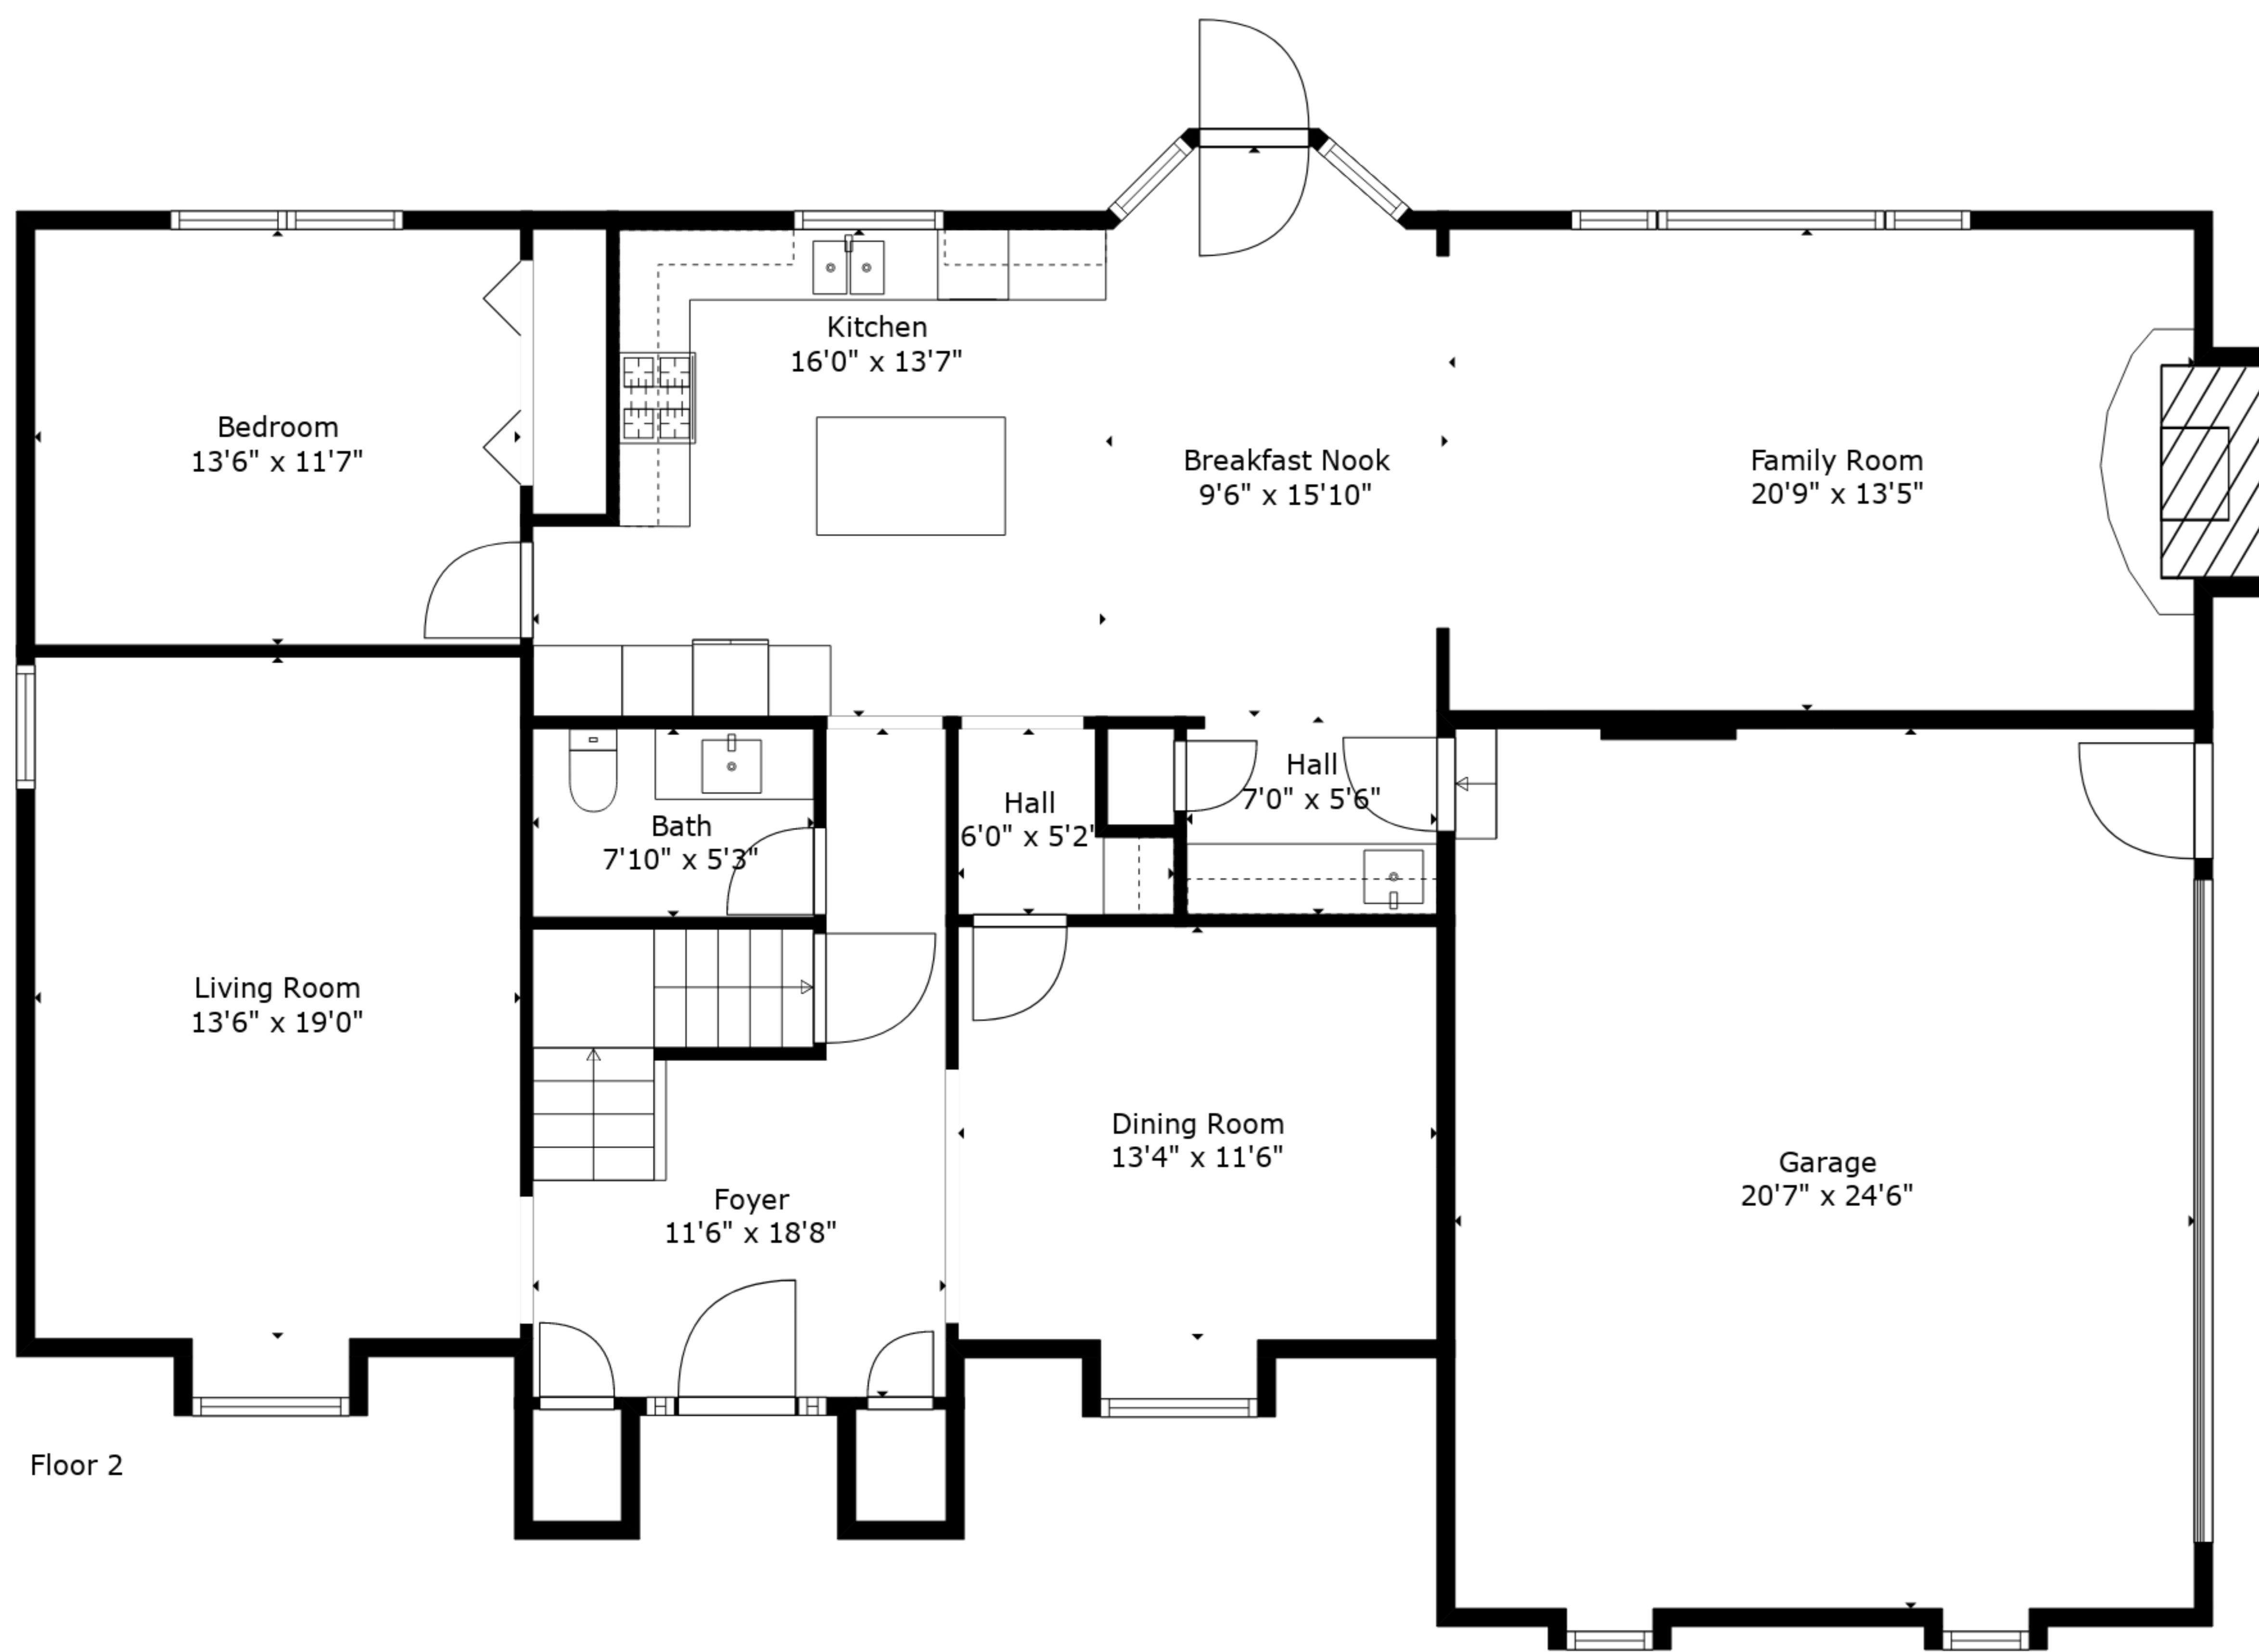 Kitchen
16'0" x 13'7"
Bedroom
13'6" x 11'7"
Breakfast Nook
9'6" x 15'10"
Family Room
20'9" x 13'5"
Hall
7'0" x 5'6"
Hall
6'0" x 5'2'
Bath
7'10" x 5'3"
Living Room
13'6" x 19'0"
Dining Room
13'4" x 11'6"
Garage
20'7" x 24'6"
Foyer
11'6" x 18'8"
Floor 2